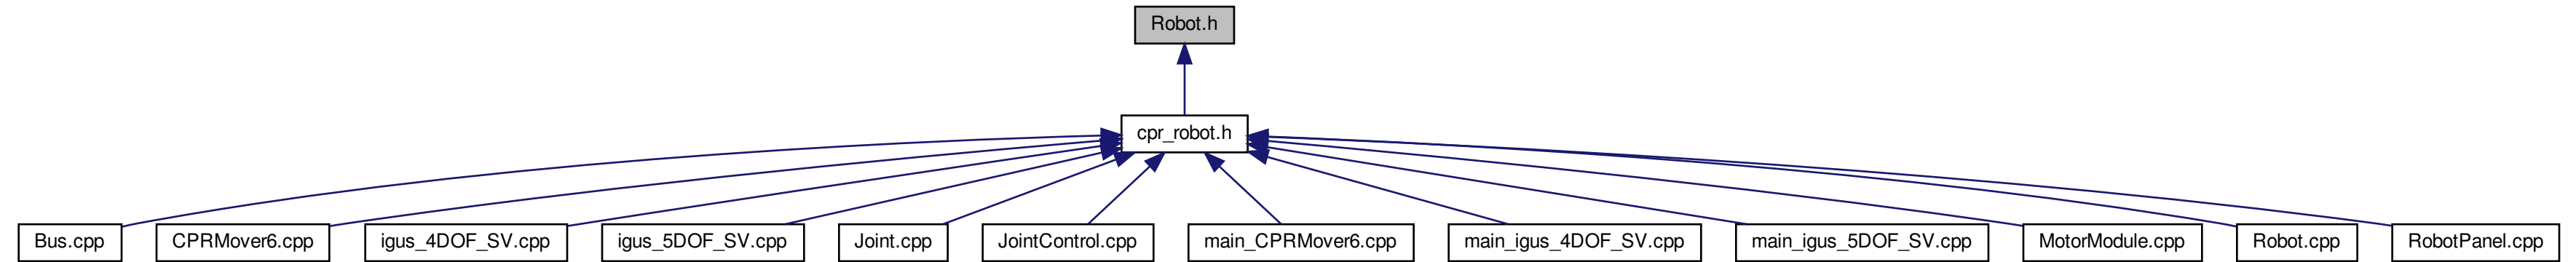 Robot.h
cpr_robot.h
Bus.cpp
CPRMover6.cpp
igus_4DOF_SV.cpp
igus_5DOF_SV.cpp
Joint.cpp
JointControl.cpp
main_CPRMover6.cpp
main_igus_4DOF_SV.cpp
main_igus_5DOF_SV.cpp
MotorModule.cpp
Robot.cpp
RobotPanel.cpp